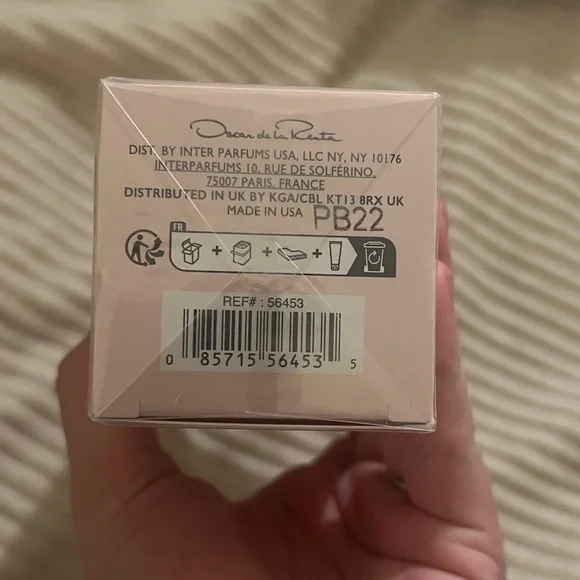 Oscar de la Renta
DIST. BY INTER PARFUMS USA, LLC NY, NY 10176
INTERPARFUMS 10, RUE DE SOLFÉRINO,
75007 PARIS, FRANCE
DISTRIBUTED IN UK BY KGA/CBL KT13 8RX UK
MADE IN USA PB22
FR
+ + +
REF# : 56453
0 85715 56453 5